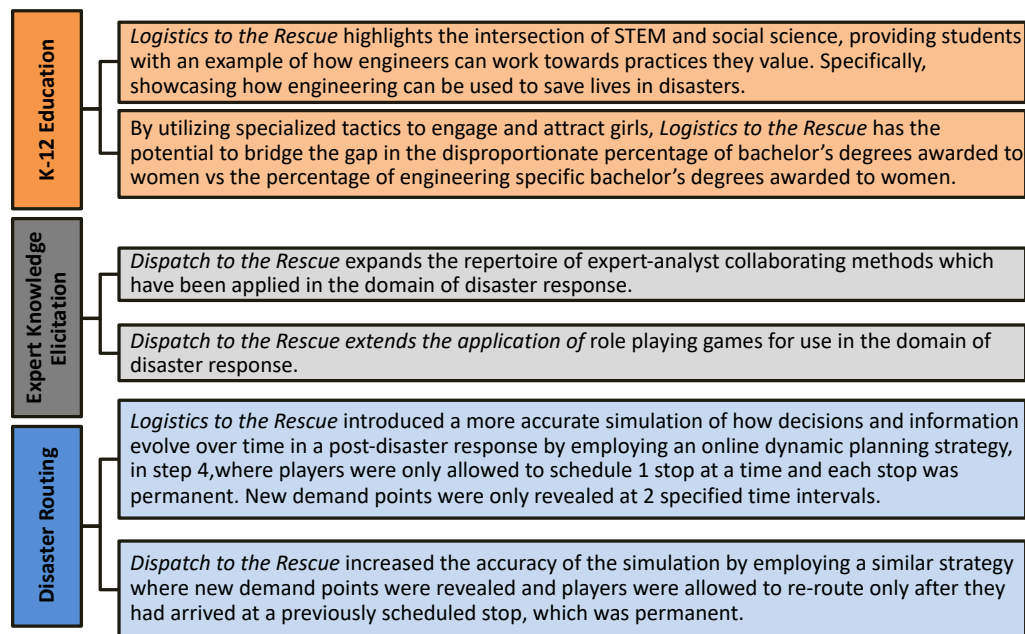 K-12 Education
Logistics to the Rescue highlights the intersection of STEM and social science, providing students
with an example of how engineers can work towards practices they value. Specifically,
showcasing how engineering can be used to save lives in disasters.
By utilizing specialized tactics to engage and attract girls, Logistics to the Rescue has the
potential to bridge the gap in the disproportionate percentage of bachelor's degrees awarded to
women vs the percentage of engineering specific bachelor's degrees awarded to women.
Expert Knowledge
Elicitation
Dispatch to the Rescue expands the repertoire of expert-analyst collaborating methods which
have been applied in the domain of disaster response.
Dispatch to the Rescue extends the application of role playing games for use in the domain of
disaster response.
Disaster Routing
Logistics to the Rescue introduced a more accurate simulation of how decisions and information
evolve over time in a post-disaster response by employing an online dynamic planning strategy,
in step 4,where players were only allowed to schedule 1 stop at a time and each stop was
permanent. New demand points were only revealed at 2 specified time intervals.
Dispatch to the Rescue increased the accuracy of the simulation by employing a similar strategy
where new demand points were revealed and players were allowed to re-route only after they
had arrived at a previously scheduled stop, which was permanent.